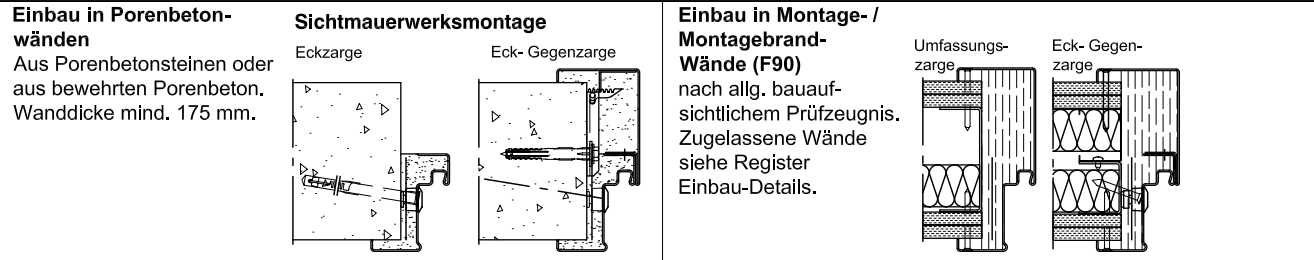 Einbau in Porenbeton-
wänden
Aus Porenbetonsteinen oder
aus bewehrten Porenbeton.
Wanddicke mind. 175 mm.
Sichtmauerwerksmontage
Eckzarge
Eck- Gegenzarge
Einbau in Montage- /
Montagebrand-
Wände (F90)
nach allg. bauauf-
sichtlichem Prüfzeugnis.
Zugelassene Wände
siehe Register
Einbau-Details.
Umfassungs-
zarge
Eck- Gegen-
zarge